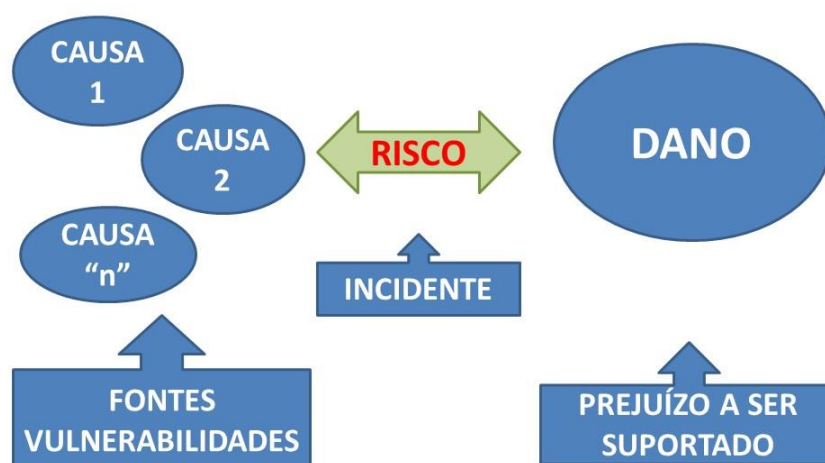 CAUSA
1
CAUSA
2
CAUSA
“n”
RISCO
DANO
INCIDENTE
FONTES
VULNERABILIDADES
PREJUÍZO A SER
SUPORTADO